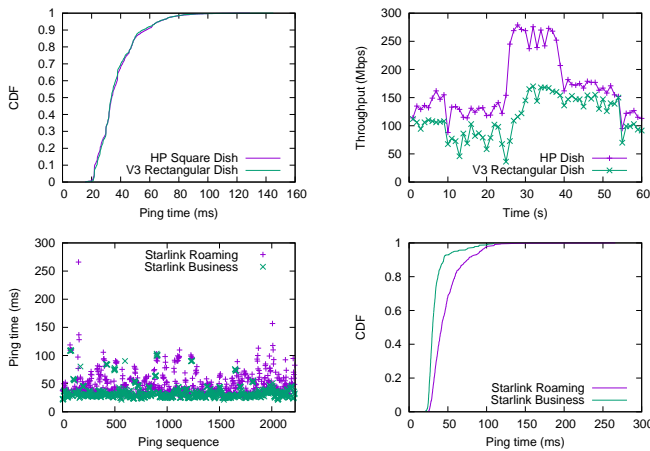 1
0.9
0.8
0.7
0.6
0.5
0.4
0.3
0.2
0.1
0
CDF
HP Square Dish
V3 Rectangular Dish
0 20 40 60 80 100 120 140 160
Ping time (ms)
300
250
200
150
100
50
0
Throughput (Mbps)
HP Dish
V3 Rectangular Dish
0 10 20 30 40 50 60
Time (s)
300
250
200
150
100
50
0
Ping time (ms)
Starlink Roaming
Starlink Business
0 500 1000 1500 2000
Ping sequence
1
0.8
0.6
0.4
0.2
0
CDF
Starlink Roaming
Starlink Business
0 50 100 150 200 250 300
Ping time (ms)